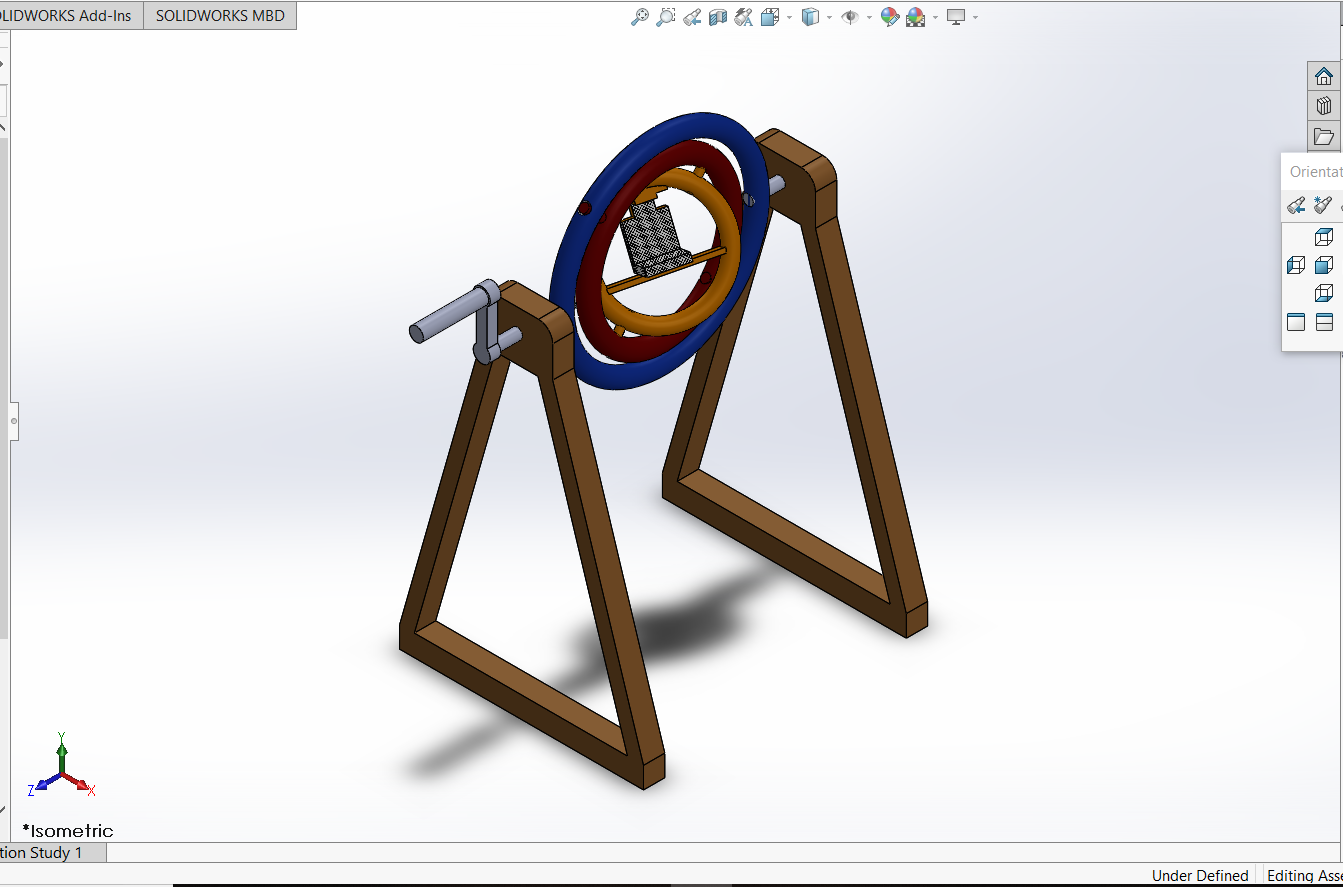 OLIDWORKS Add-Ins
SOLIDWORKS MBD
Orientat
Y
Z
X
*Isometric
tion Study 1
Under Defined
Editing Asse